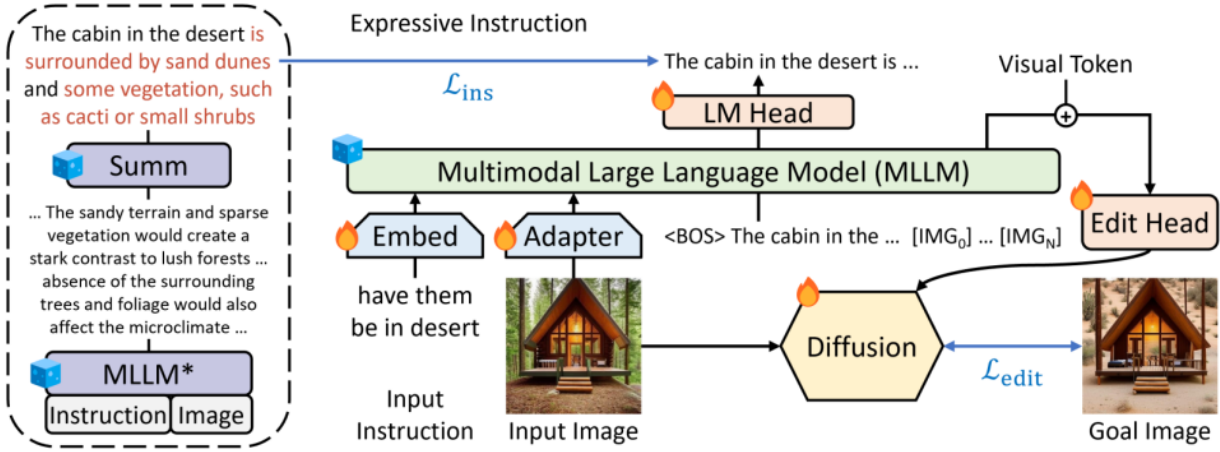 The cabin in the desert is
surrounded by sand dunes
and some vegetation, such
as cacti or small shrubs
Summ
... The sandy terrain and sparse
vegetation would create a
stark contrast to lush forests ...
absence of the surrounding
trees and foliage would also
affect the microclimate ...
MLLM*
Instruction Image
Expressive Instruction
ℒins
The cabin in the desert is ...
LM Head
Visual Token
+
Multimodal Large Language Model (MLLM)
Embed
Adapter
<BOS> The cabin in the ... [IMG0] ... [IMGN]
Edit Head
have them
be in desert
Input
Instruction
Input Image
Diffusion
ℒedit
Goal Image